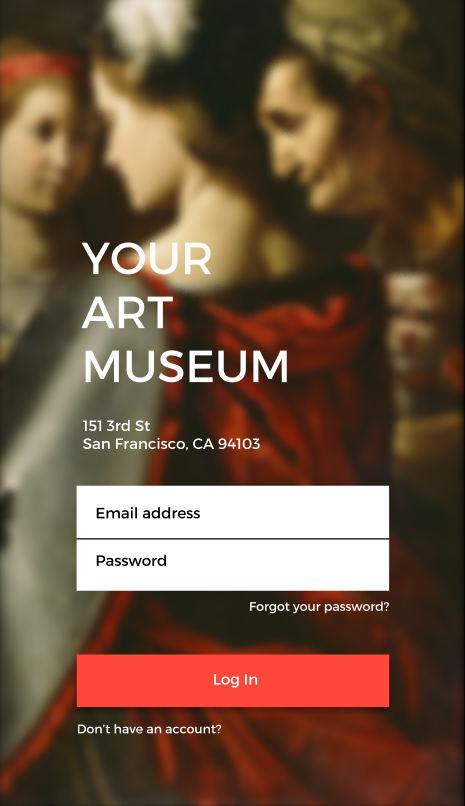 YOUR
ART
MUSEUM
151 3rd St
San Francisco, CA 94103
Email address
Password
Forgot your password?
Log In
Don't have an account?